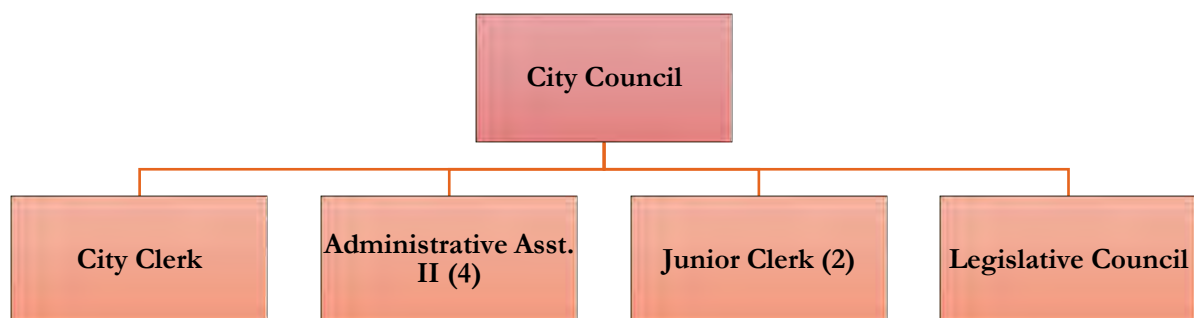 City Council
City Clerk
Administrative Asst.
II (4)
Junior Clerk (2)
Legislative Council